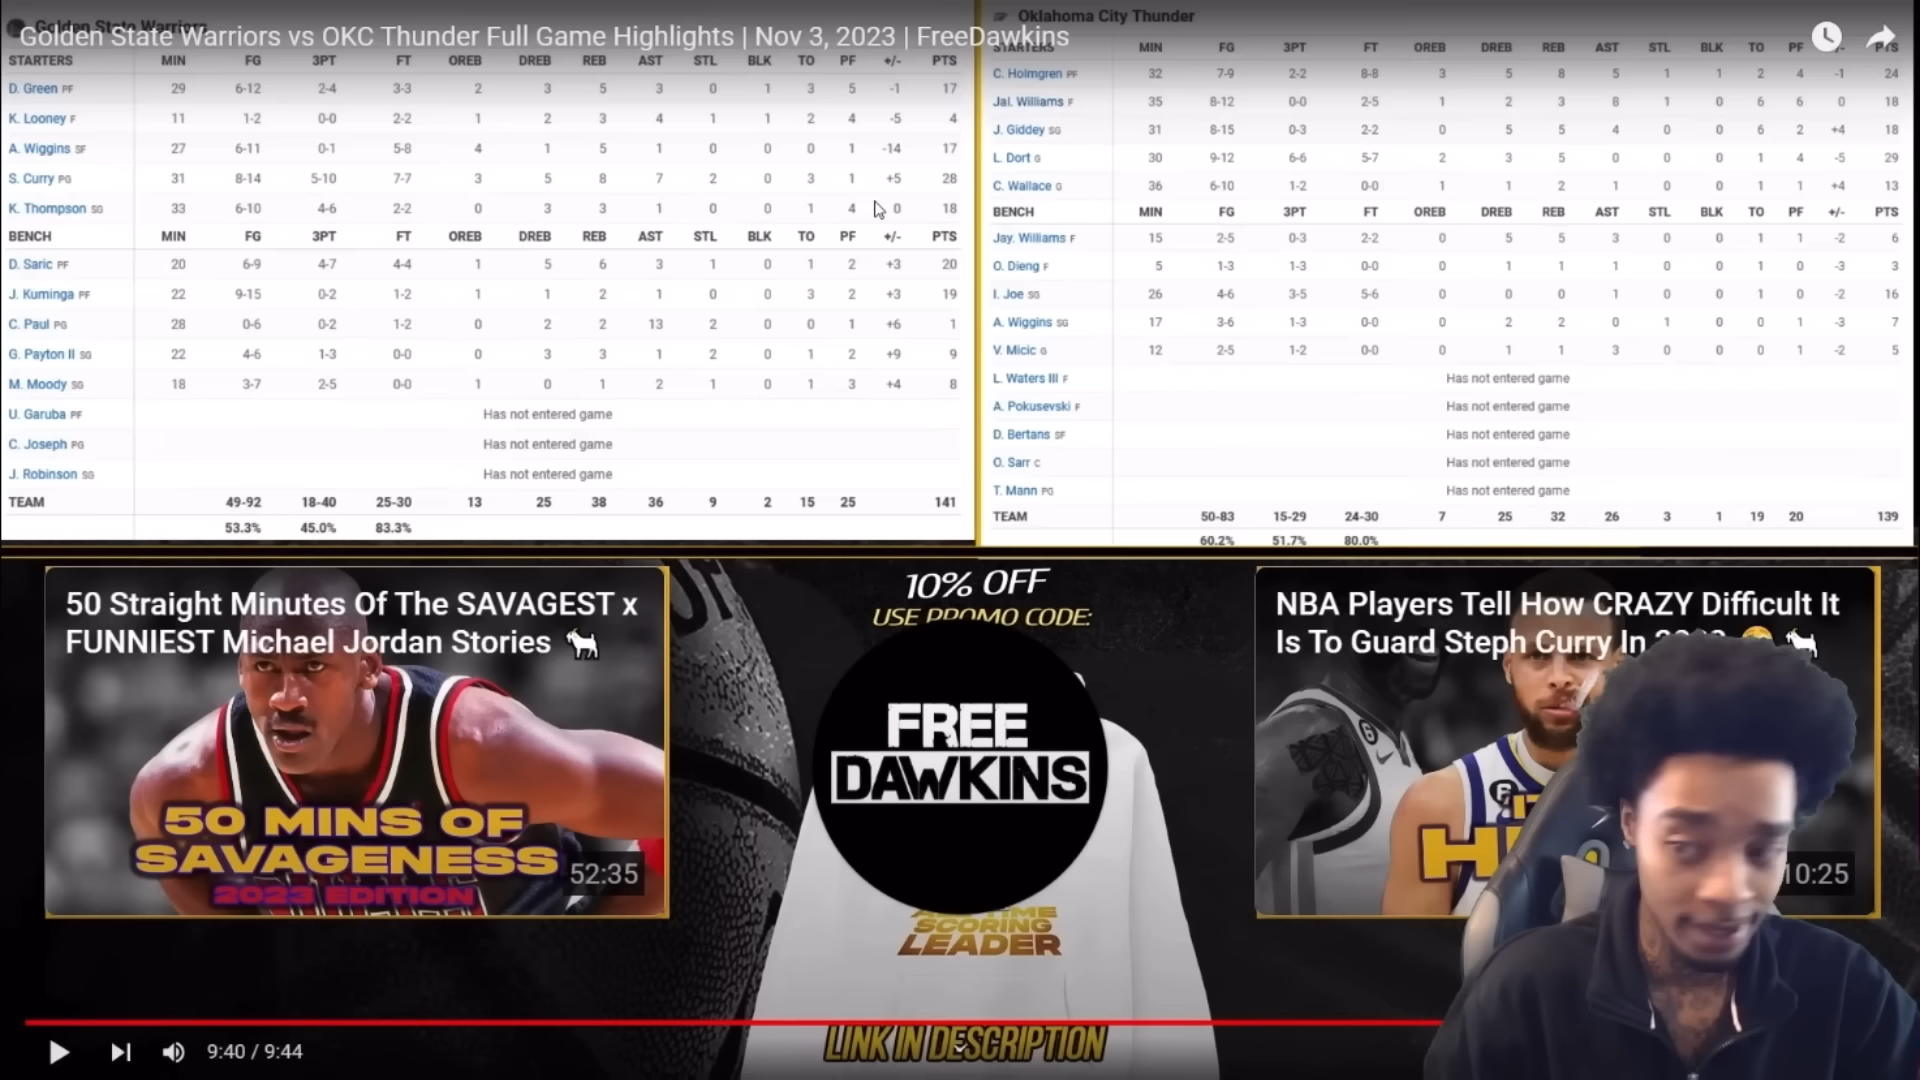 Golden State Warriors
Golden State Warriors vs OKC Thunder Full Game Highlights | Nov 3, 2023 | FreeDawkins
STARTERS MIN FG 3PT FT OREB DREB REB AST STL BLK TO PF +/- PTS
D. Green PF 29 6-12 2-4 3-3 2 3 5 3 0 1 3 5 -1 17
K. Looney F 11 1-2 0-0 2-2 1 2 3 4 1 1 2 4 -5 4
A. Wiggins SF 27 6-11 0-1 5-8 4 1 5 1 0 0 0 1 -14 17
S. Curry PG 31 8-14 5-10 7-7 3 5 8 7 2 0 3 1 +5 28
K. Thompson SG 33 6-10 4-6 2-2 0 3 3 1 0 0 1 4 0 18
BENCH MIN FG 3PT FT OREB DREB REB AST STL BLK TO PF +/- PTS
D. Saric PF 20 6-9 4-7 4-4 1 5 6 3 1 0 1 2 +3 20
J. Kuminga PF 22 9-15 0-2 1-2 1 1 2 1 0 0 3 2 +3 19
C. Paul PG 28 0-6 0-2 1-2 0 2 2 13 2 0 0 1 +6 1
G. Payton II SG 22 4-6 1-3 0-0 0 3 3 1 2 0 1 2 +9 9
M. Moody SG 18 3-7 2-5 0-0 1 0 1 2 1 0 1 3 +4 8
U. Garuba PF Has not entered game
C. Joseph PG Has not entered game
J. Robinson SG Has not entered game
TEAM 49-92 18-40 25-30 13 25 38 36 9 2 15 25 141
53.3% 45.0% 83.3%
Oklahoma City Thunder
STARTERS MIN FG 3PT FT OREB DREB REB AST STL BLK TO PF +/- PTS
C. Holmgren PF 32 7-9 2-2 8-8 3 5 8 5 1 1 2 4 -1 24
Jal. Williams F 35 8-12 0-0 2-5 1 2 3 8 1 0 6 6 0 18
J. Giddey SG 31 8-15 0-3 2-2 0 5 5 4 0 0 6 2 +4 18
L. Dort G 30 9-12 6-6 5-7 2 3 5 0 0 0 1 4 -5 29
C. Wallace G 36 6-10 1-2 0-0 1 1 2 1 0 0 1 1 +4 13
BENCH MIN FG 3PT FT OREB DREB REB AST STL BLK TO PF +/- PTS
Jay. Williams F 15 2-5 0-3 2-2 0 5 5 3 0 0 1 1 -2 6
O. Dieng F 5 1-3 1-3 0-0 0 1 1 1 0 0 1 0 -3 3
I. Joe SG 26 4-6 3-5 5-6 0 0 0 1 0 0 1 0 -2 16
A. Wiggins SG 17 3-6 1-3 0-0 0 2 2 0 1 0 0 1 -3 7
V. Micic G 12 2-5 1-2 0-0 0 1 1 3 0 0 0 1 -2 5
L. Waters III F Has not entered game
A. Pokusevski F Has not entered game
D. Bertans SF Has not entered game
O. Sarr C Has not entered game
T. Mann PG Has not entered game
TEAM 50-83 15-29 24-30 7 25 32 26 3 1 19 20 139
60.2% 51.7% 80.0%
50 Straight Minutes Of The SAVAGEST x
FUNNIEST Michael Jordan Stories
50 MINS OF
SAVAGENESS
2023 EDITION
52:35
10% OFF
USE PROMO CODE:
FREE
DAWKINS
ALL TIME
SCORING
LEADER
LINK IN DESCRIPTION
NBA Players Tell How CRAZY Difficult It
Is To Guard Steph Curry In
10:25
9:40 / 9:44